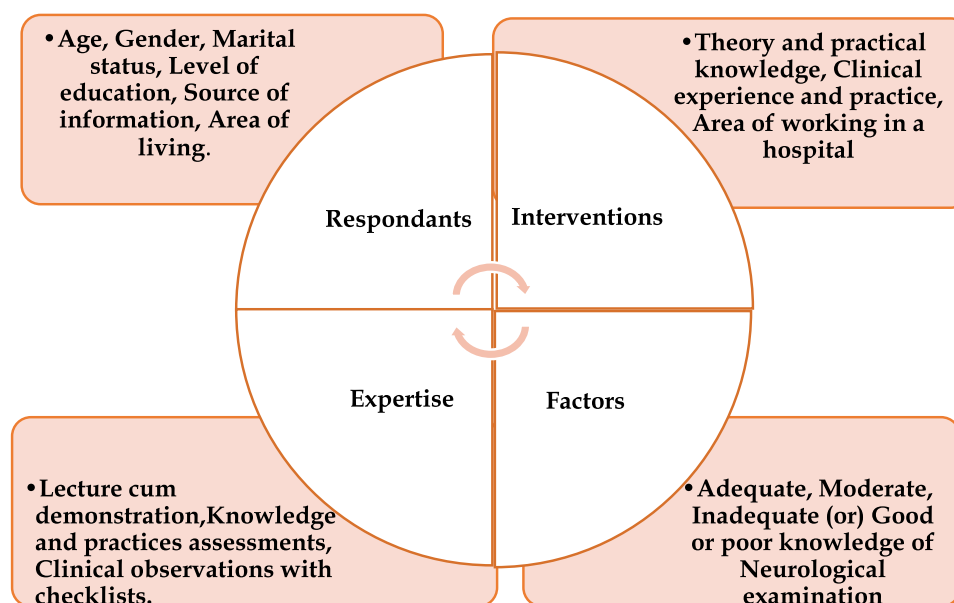 •Age, Gender, Marital
status, Level of
education, Source of
information, Area of
living.
•Theory and practical
knowledge, Clinical
experience and practice,
Area of working in a
hospital
Respondants
Interventions
Expertise
Factors
•Lecture cum
demonstration,Knowledge
and practices assessments,
Clinical observations with
checklists.
•Adequate, Moderate,
Inadequate (or) Good
or poor knowledge of
Neurological
examination